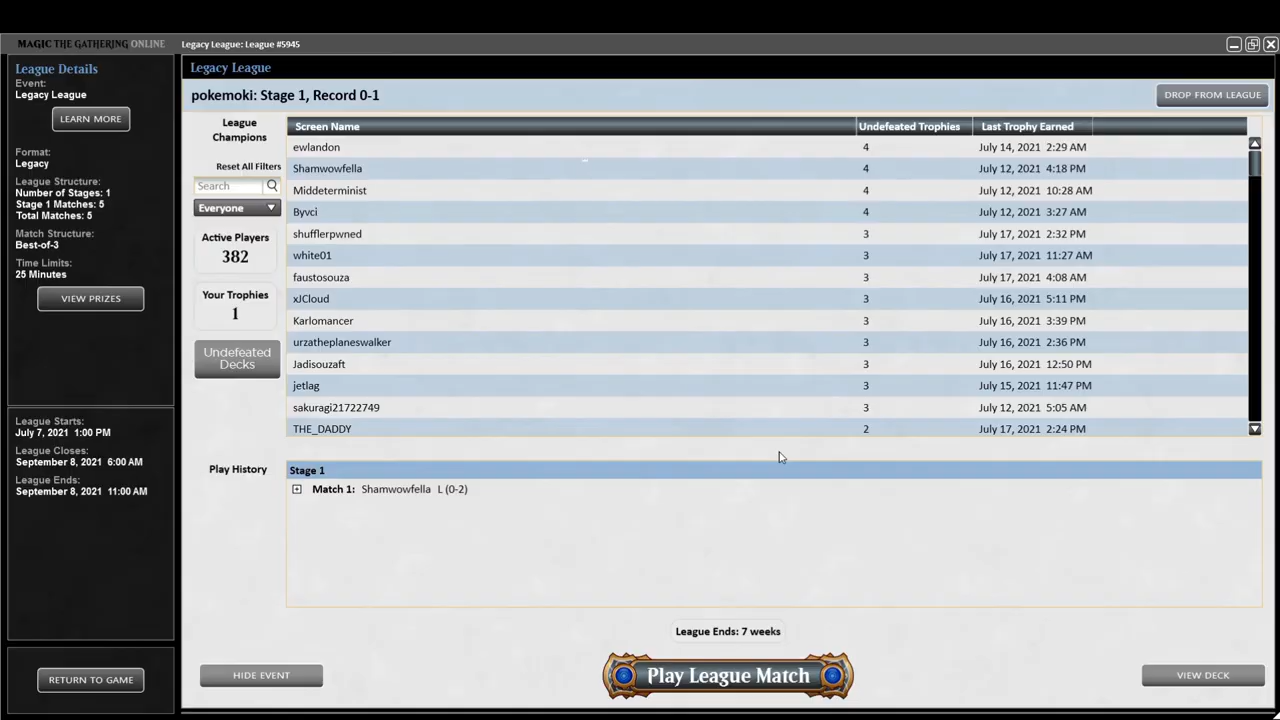 MAGIC THE GATHERING ONLINE
Legacy League: League #5945
League Details
Event:
Legacy League
LEARN MORE
Format:
Legacy
League Structure:
Number of Stages: 1
Stage 1 Matches: 5
Total Matches: 5
Match Structure:
Best-of-3
Time Limits:
25 Minutes
VIEW PRIZES
League Starts:
July 7, 2021 1:00 PM
League Closes:
September 8, 2021 6:00 AM
League Ends:
September 8, 2021 11:00 AM
RETURN TO GAME
Legacy League
pokemoki: Stage 1, Record 0-1
DROP FROM LEAGUE
League
Champions
Reset All Filters
Search
Everyone
Active Players
382
Your Trophies
1
Undefeated
Decks
Screen Name Undefeated Trophies Last Trophy Earned
ewlandon 4 July 14, 2021 2:29 AM
Shamwowfella 4 July 12, 2021 4:18 PM
Middeterminist 4 July 12, 2021 10:28 AM
Byvci 4 July 12, 2021 3:27 AM
shufflerpwned 3 July 17, 2021 2:32 PM
white01 3 July 17, 2021 11:27 AM
faustosouza 3 July 17, 2021 4:08 AM
xJCloud 3 July 16, 2021 5:11 PM
Karlomancer 3 July 16, 2021 3:39 PM
urzatheplaneswalker 3 July 16, 2021 2:36 PM
Jadisouzaft 3 July 16, 2021 12:50 PM
jetlag 3 July 15, 2021 11:47 PM
sakuragi21722749 3 July 12, 2021 5:05 AM
THE_DADDY 2 July 17, 2021 2:24 PM
Play History
Stage 1
Match 1: Shamwowfella L (0-2)
League Ends: 7 weeks
HIDE EVENT
Play League Match
VIEW DECK